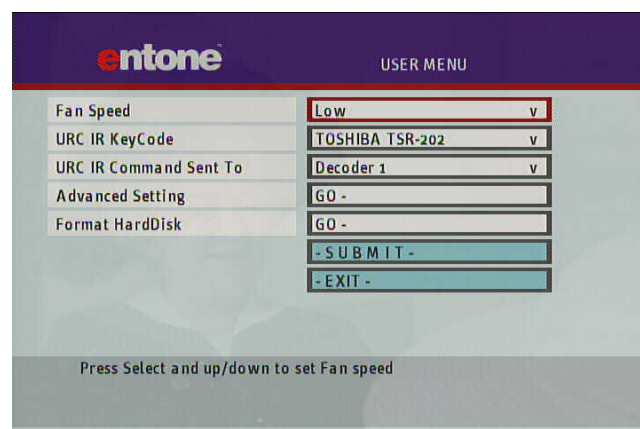 entone™
USER MENU
Fan Speed
Low v
URC IR KeyCode
TOSHIBA TSR-202 v
URC IR Command Sent To
Decoder 1 v
Advanced Setting
GO -
Format HardDisk
GO -
- S U B M I T -
- EXIT -
Press Select and up/down to set Fan speed